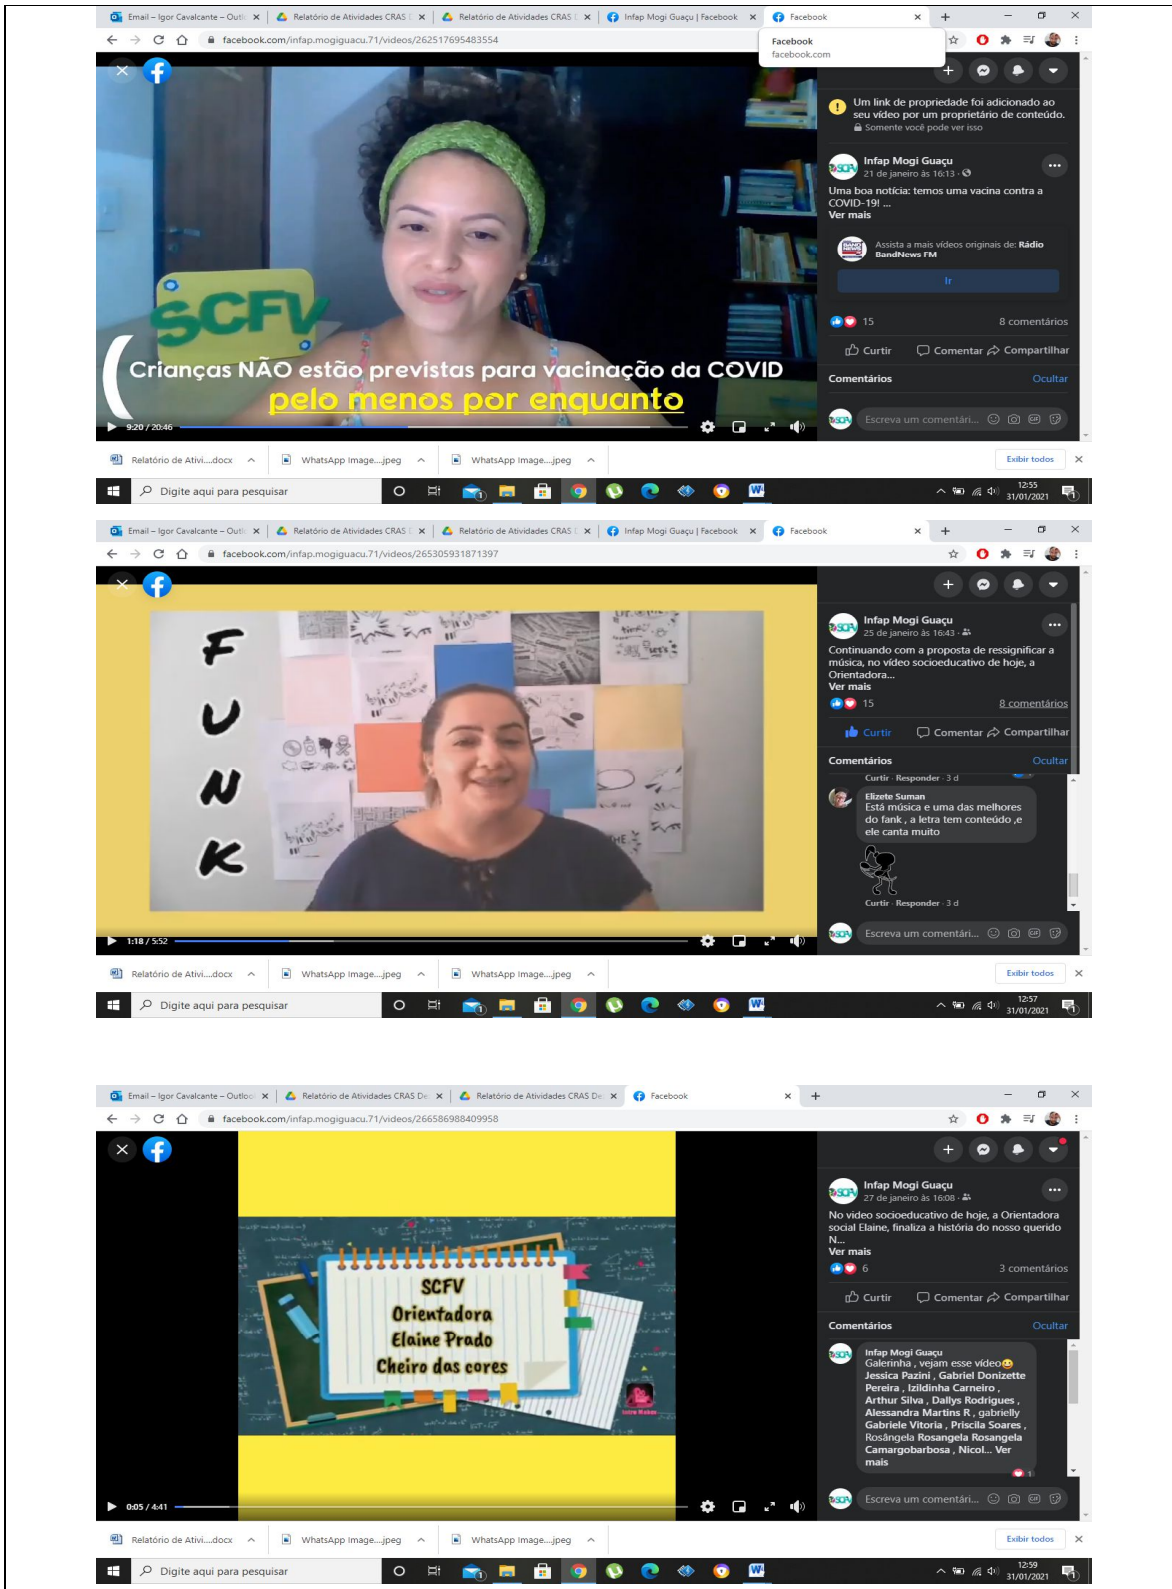 Email – Igor Cavalcante – Outl
Relatório de Atividades CRAS D
Relatório de Atividades CRAS D
Infap Mogi Guaçu | Facebook
Facebook
facebook.com/infap.mogiguacu.71/videos/262517695483554
Facebook
facebook.com
Um link de propriedade foi adicionado ao
seu vídeo por um proprietário de conteúdo.
Somente você pode ver isso
SCFV
Infap Mogi Guaçu
21 de janeiro às 16:13 ·
Uma boa notícia: temos uma vacina contra a
COVID-19! ...
Ver mais
Assista a mais vídeos originais de: Rádio
BandNews FM
Ir
15
8 comentários
Curtir
Comentar
Compartilhar
Comentários
Ocultar
Escreva um comentári...
SCFV
Crianças NÃO estão previstas para vacinação da COVID
pelo menos por enquanto
9:20 / 20:46
Relatório de Ativi....docx
WhatsApp Image....jpeg
WhatsApp Image....jpeg
Exibir todos
Digite aqui para pesquisar
12:55
31/01/2021
Email – Igor Cavalcante – Outl
Relatório de Atividades CRAS D
Relatório de Atividades CRAS D
Infap Mogi Guaçu | Facebook
Facebook
facebook.com/infap.mogiguacu.71/videos/265305931871397
F
U
N
K
Infap Mogi Guaçu
25 de janeiro às 16:43 ·
Continuando com a proposta de ressignificar a
música, no vídeo socioeducativo de hoje, a
Orientadora...
Ver mais
15
8 comentários
Curtir
Comentar
Compartilhar
Comentários
Ocultar
Curtir · Responder · 3 d
Elizete Suman
Está música e uma das melhores
do fank , a letra tem conteúdo ,e
ele canta muito
Curtir · Responder · 3 d
Escreva um comentári...
1:18 / 5:52
Relatório de Ativi....docx
WhatsApp Image....jpeg
WhatsApp Image....jpeg
Exibir todos
Digite aqui para pesquisar
12:57
31/01/2021
Email – Igor Cavalcante – Outloo
Relatório de Atividades CRAS De
Relatório de Atividades CRAS De
Facebook
facebook.com/infap.mogiguacu.71/videos/266586988409958
SCFV
Orientadora
Elaine Prado
Cheiro das cores
Infap Mogi Guaçu
27 de janeiro às 16:08 ·
No video socioeducativo de hoje, a Orientadora
social Elaine, finaliza a história do nosso querido
N...
Ver mais
6
3 comentários
Curtir
Comentar
Compartilhar
Comentários
Ocultar
Infap Mogi Guaçu
Galerinha , vejam esse vídeo😄
Jessica Pazini , Gabriel Donizette
Pereira , Izildinha Carneiro ,
Arthur Silva , Dallys Rodrigues ,
Alessandra Martins R , gabrielly
Gabriele Vitoria , Priscila Soares ,
Rosângela Rosangela Rosangela
Camargobarbosa , Nicol... Ver
mais
1
Escreva um comentári...
0:05 / 4:41
Relatório de Ativi....docx
WhatsApp Image....jpeg
WhatsApp Image....jpeg
Exibir todos
Digite aqui para pesquisar
12:59
31/01/2021